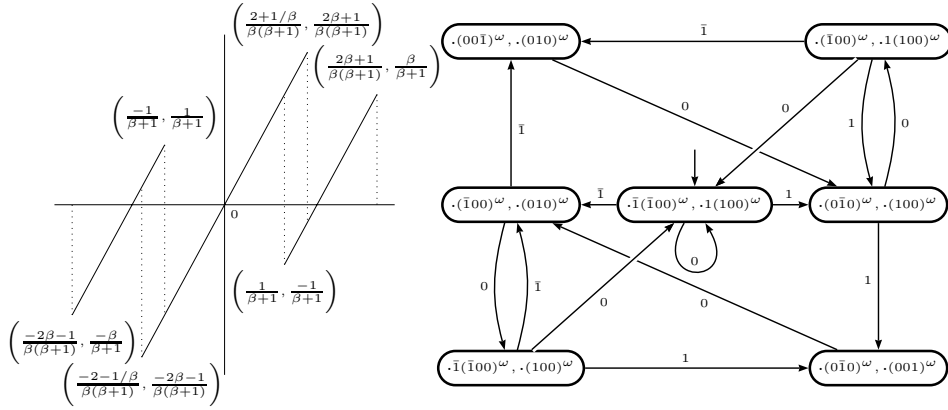 (2+1/β / β(β+1), 2β+1 / β(β+1))
(2β+1 / β(β+1), β / β+1)
(−1 / β+1, 1 / β+1)
0
(1 / β+1, −1 / β+1)
(−2β−1 / β(β+1), −β / β+1)
(−2−1/β / β(β+1), −2β−1 / β(β+1))
.(001̄)^ω, .(010)^ω
1̄
.(1̄00)^ω, .1(100)^ω
0
0
1
0
1̄
.(1̄00)^ω, .(010)^ω
1̄
.1̄(1̄00)^ω, .1(100)^ω
1
.(01̄0)^ω, .(100)^ω
0
0
1̄
0
0
1
.1̄(1̄00)^ω, .(100)^ω
1
.(01̄0)^ω, .(001)^ω